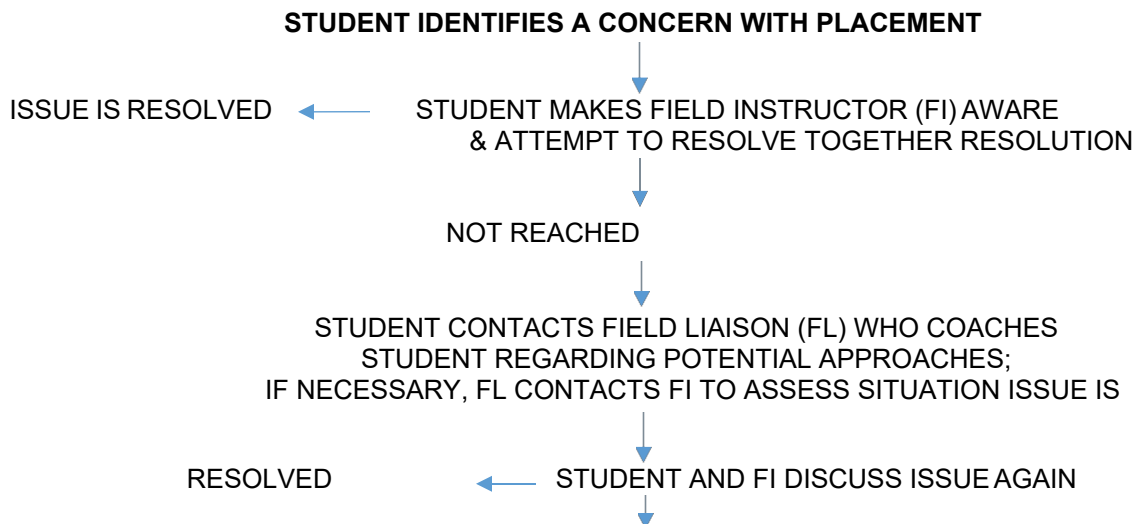 STUDENT IDENTIFIES A CONCERN WITH PLACEMENT
ISSUE IS RESOLVED STUDENT MAKES FIELD INSTRUCTOR (FI) AWARE
& ATTEMPT TO RESOLVE TOGETHER RESOLUTION
NOT REACHED
STUDENT CONTACTS FIELD LIAISON (FL) WHO COACHES
STUDENT REGARDING POTENTIAL APPROACHES;
IF NECESSARY, FL CONTACTS FI TO ASSESS SITUATION ISSUE IS
RESOLVED STUDENT AND FI DISCUSS ISSUE AGAIN